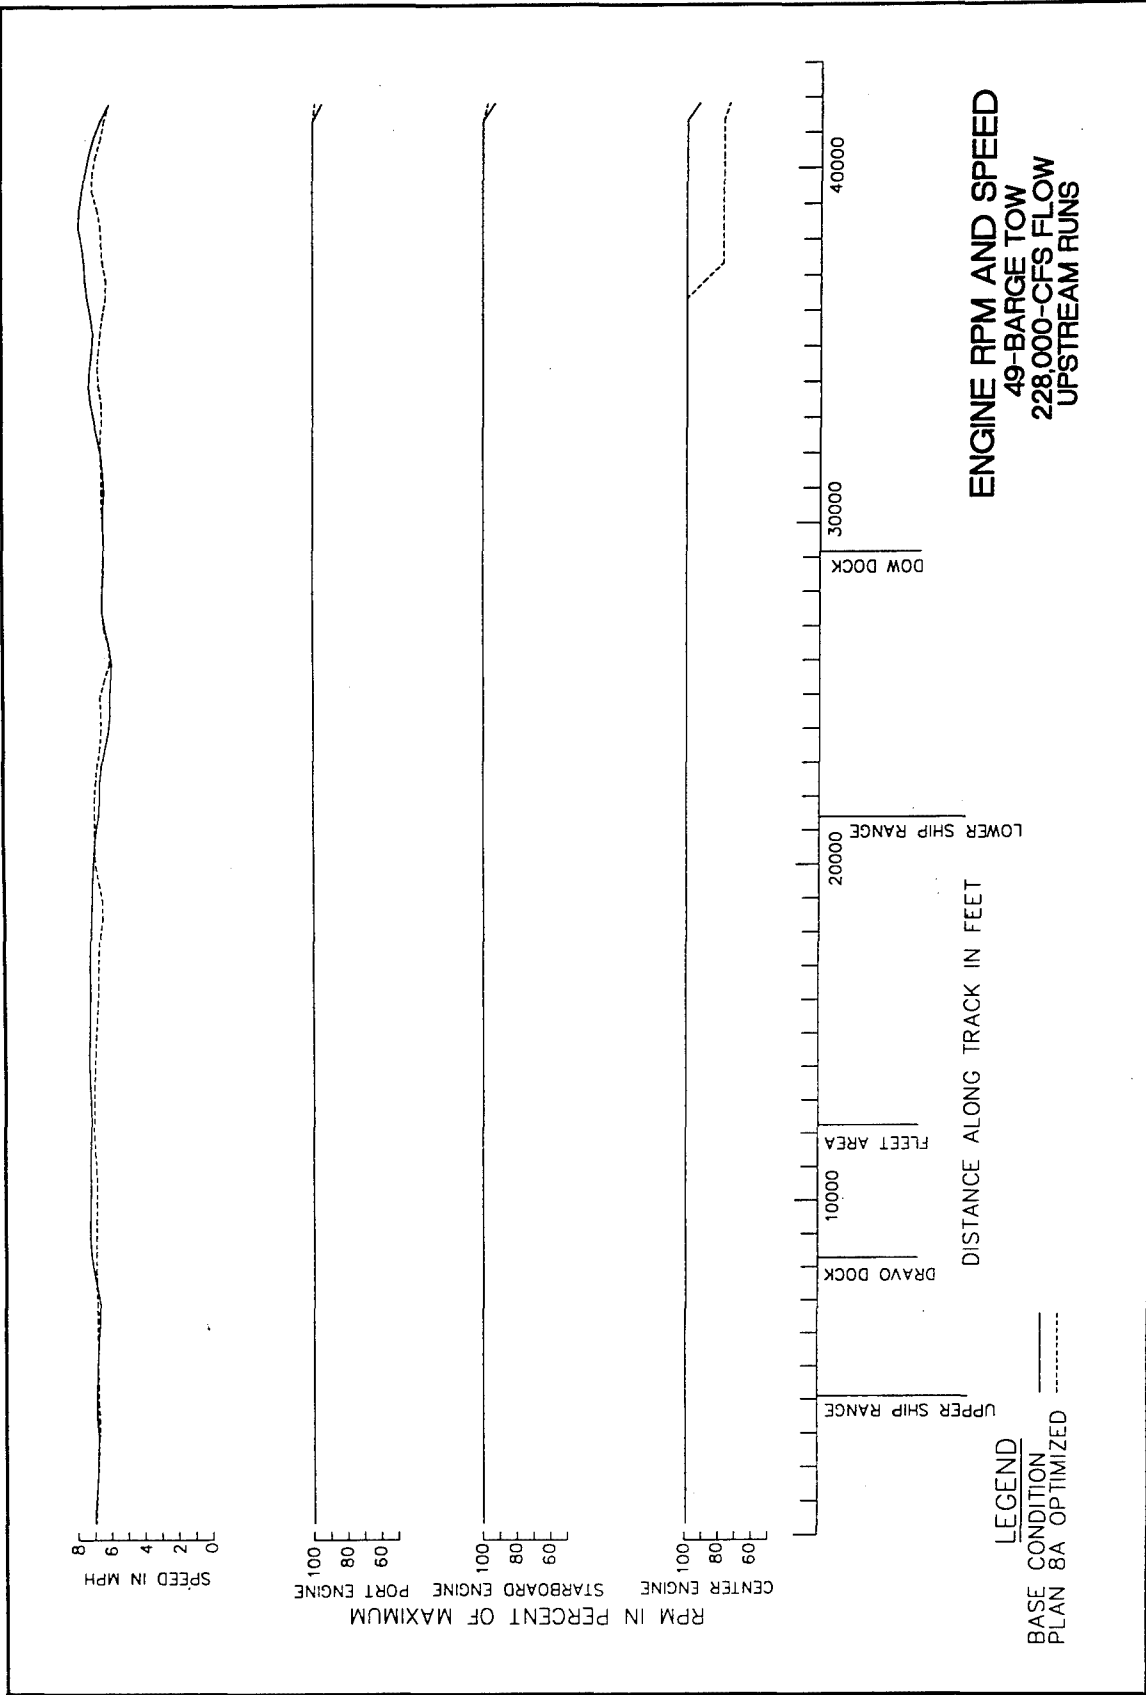 SPEED IN MPH
8
6
4
2
0
RPM IN PERCENT OF MAXIMUM
PORT ENGINE
100
80
60
STARBOARD ENGINE
100
80
60
CENTER ENGINE
100
80
60
10000
20000
30000
40000
UPPER SHIP RANGE
DRAVO DOCK
FLEET AREA
LOWER SHIP RANGE
DOW DOCK
DISTANCE ALONG TRACK IN FEET
LEGEND
BASE CONDITION
PLAN 8A OPTIMIZED
ENGINE RPM AND SPEED
49-BARGE TOW
228,000-CFS FLOW
UPSTREAM RUNS